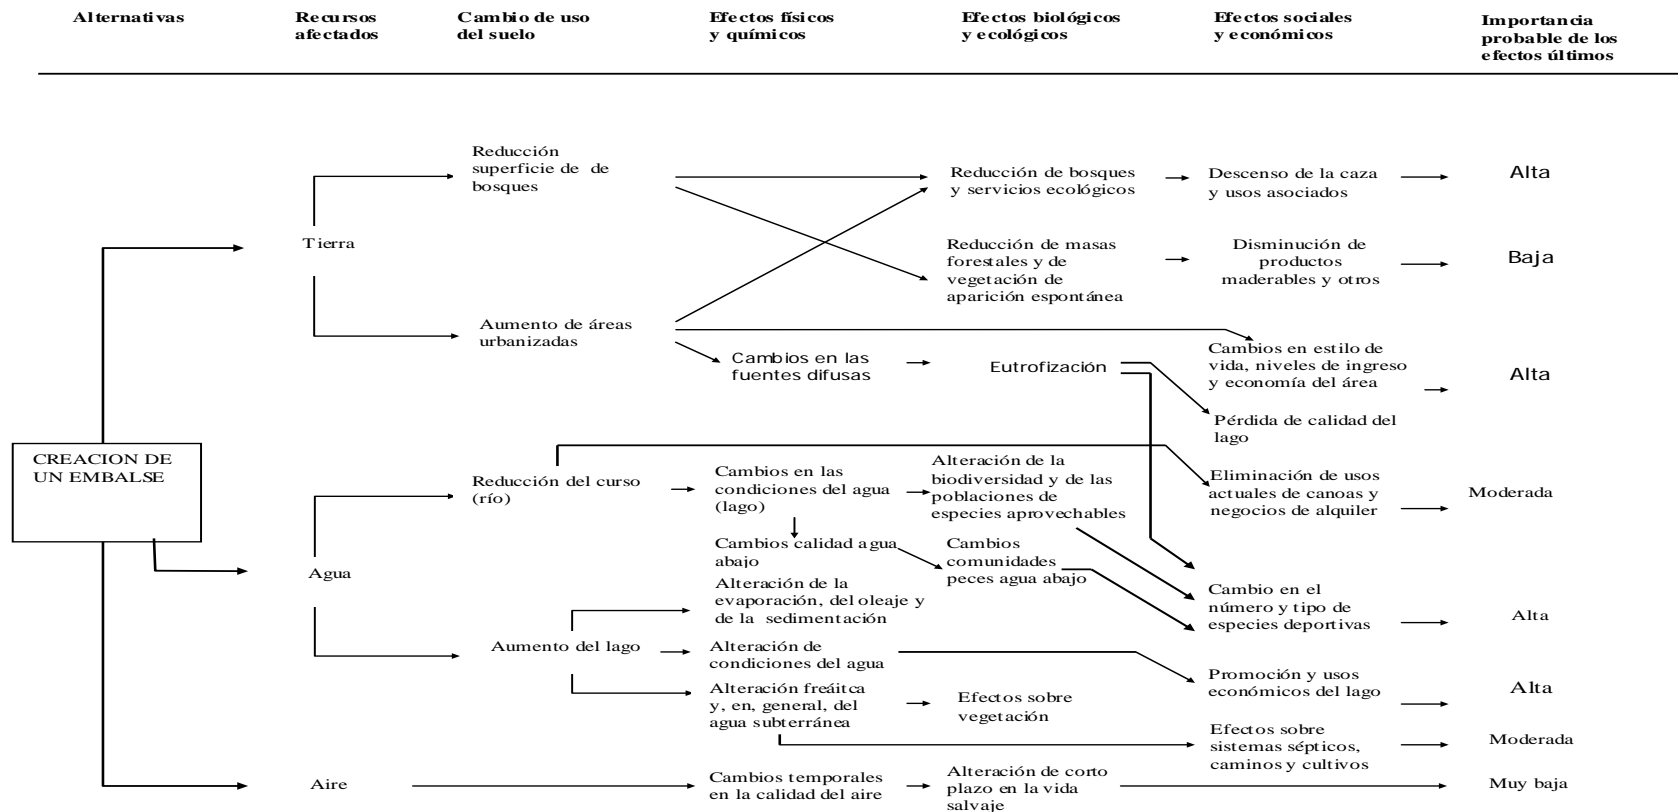 Alternativas
Recursos
afectados
Cambio de uso
del suelo
Efectos físicos
y químicos
Efectos biológicos
y ecológicos
Efectos sociales
y económicos
Importancia
probable de los
efectos últimos
Reducción
superficie de de
bosques
Reducción de bosques
y servicios ecológicos
Descenso de la caza
y usos asociados
Alta
Tierra
Reducción de masas
forestales y de
vegetación de
aparición espontánea
Disminución de
productos
maderables y otros
Baja
Aumento de áreas
urbanizadas
Cambios en las
fuentes difusas
Eutrofización
Cambios en estilo de
vida, niveles de ingreso
y economía del área
Alta
Pérdida de calidad del
lago
CREACION DE
UN EMBALSE
Reducción del curso
(río)
Cambios en las
condiciones del agua
(lago)
Alteración de la
biodiversidad y de las
poblaciones de
especies aprovechables
Eliminación de usos
actuales de canoas y
negocios de alquiler
Moderada
Cambios calidad agua
abajo
Cambios
comunidades
peces agua abajo
Agua
Alteración de la
evaporación, del oleaje y
de la sedimentación
Cambio en el
número y tipo de
especies deportivas
Alta
Aumento del lago
Alteración de
condiciones del agua
Promoción y usos
económicos del lago
Alta
Alteración freáitca
y, en, general, del
agua subterránea
Efectos sobre
vegetación
Efectos sobre
sistemas sépticos,
caminos y cultivos
Moderada
Aire
Cambios temporales
en la calidad del aire
Alteración de corto
plazo en la vida
salvaje
Muy baja